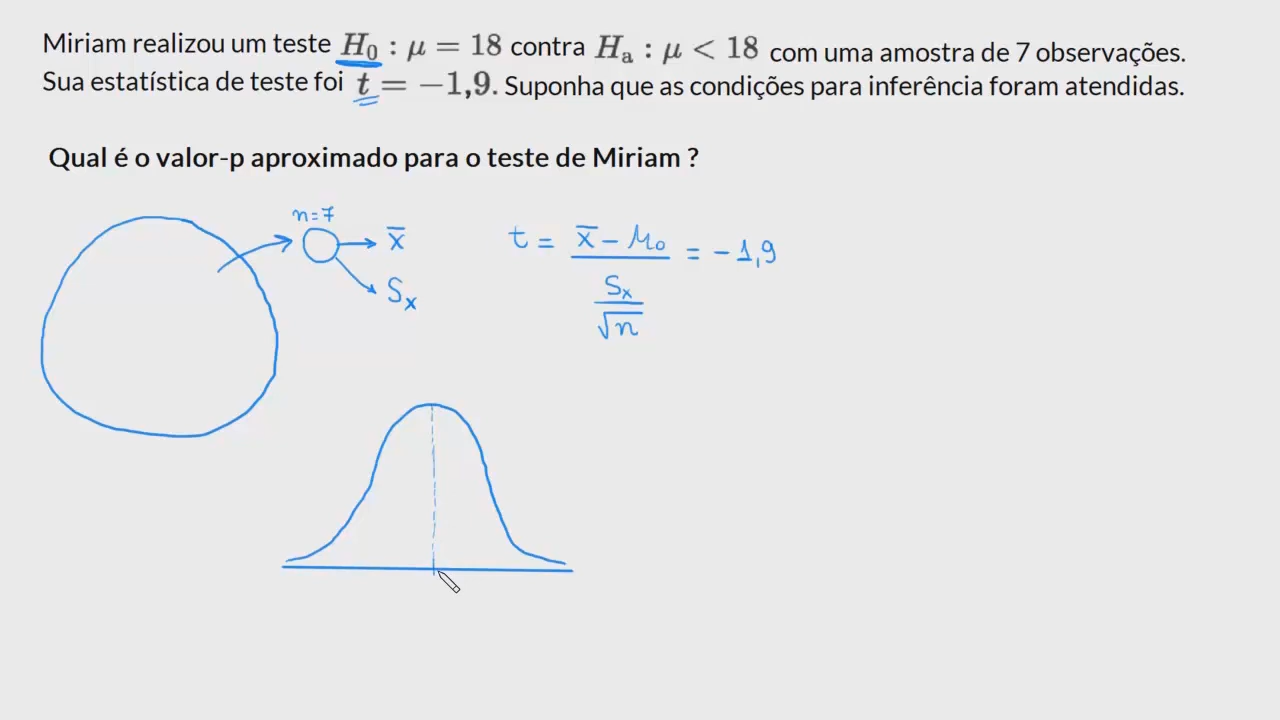 Miriam realizou um teste H₀ : μ = 18 contra Hₐ : μ < 18 com uma amostra de 7 observações.
Sua estatística de teste foi t = −1,9. Suponha que as condições para inferência foram atendidas.
Qual é o valor-p aproximado para o teste de Miriam ?
n=7
x̄
Sₓ
t = x̄ − μ₀ / Sₓ / √n = −1,9